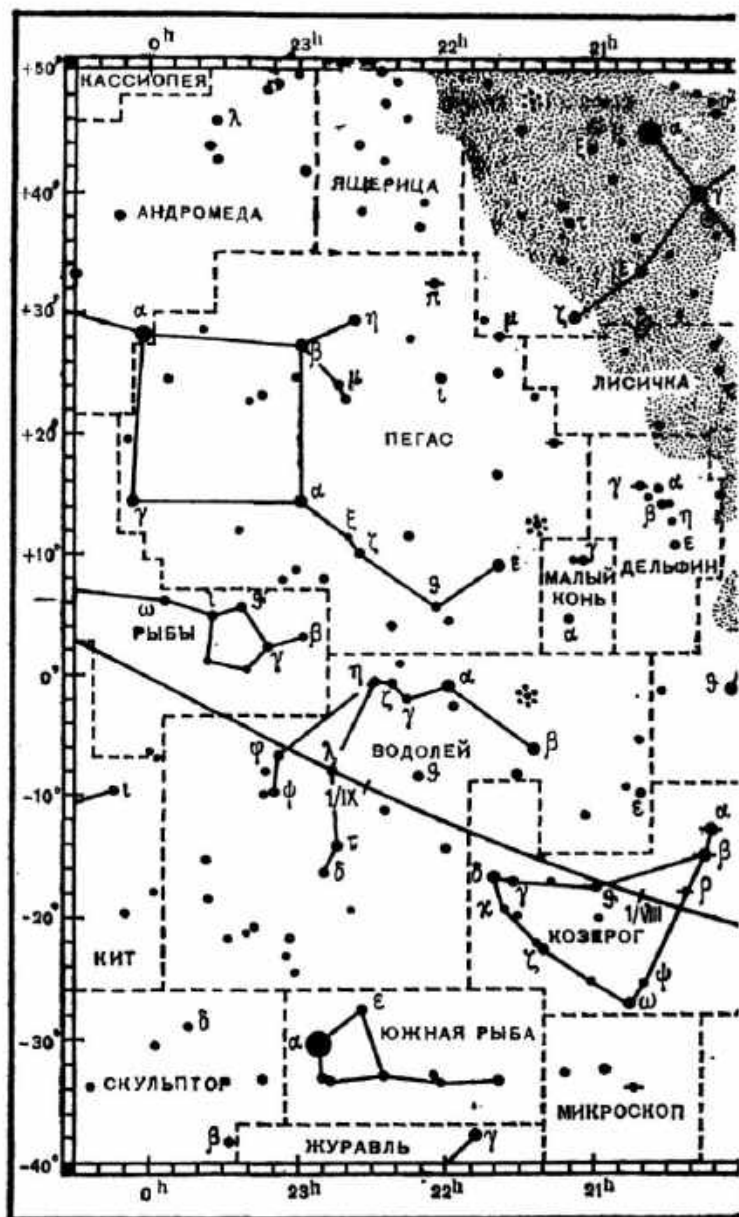 0ʰ 23ʰ 22ʰ 21ʰ
+50°
КАССИОПЕЯ
λ α
ξ
ЯЩЕРИЦА
+40° γ
АНДРОМЕДА τ
ε
π
+30° ζ
α η μ
β
μ ι ЛИСИЧКА
+20° ПЕГАС
γ α
γ α β η
ξ
ζ ε
+10° ϑ ε γ
МАЛЫЙ КОНЬ
ДЕЛЬФИН
α
ω ι ϑ
РЫБЫ γ β
0° η ζ γ α ϑ
φ λ ВОДОЛЕЙ β
ψ ϑ
-10° ι 1/IX ε
α
τ β
δ δ γ ϑ ρ
1/VIII
-20° κ КОЗЕРОГ
КИТ ζ ψ
ω
ε
δ α ЮЖНАЯ РЫБА
-30°
СКУЛЬПТОР МИКРОСКОП
β ЖУРАВЛЬ γ
-40°
0ʰ 23ʰ 22ʰ 21ʰ